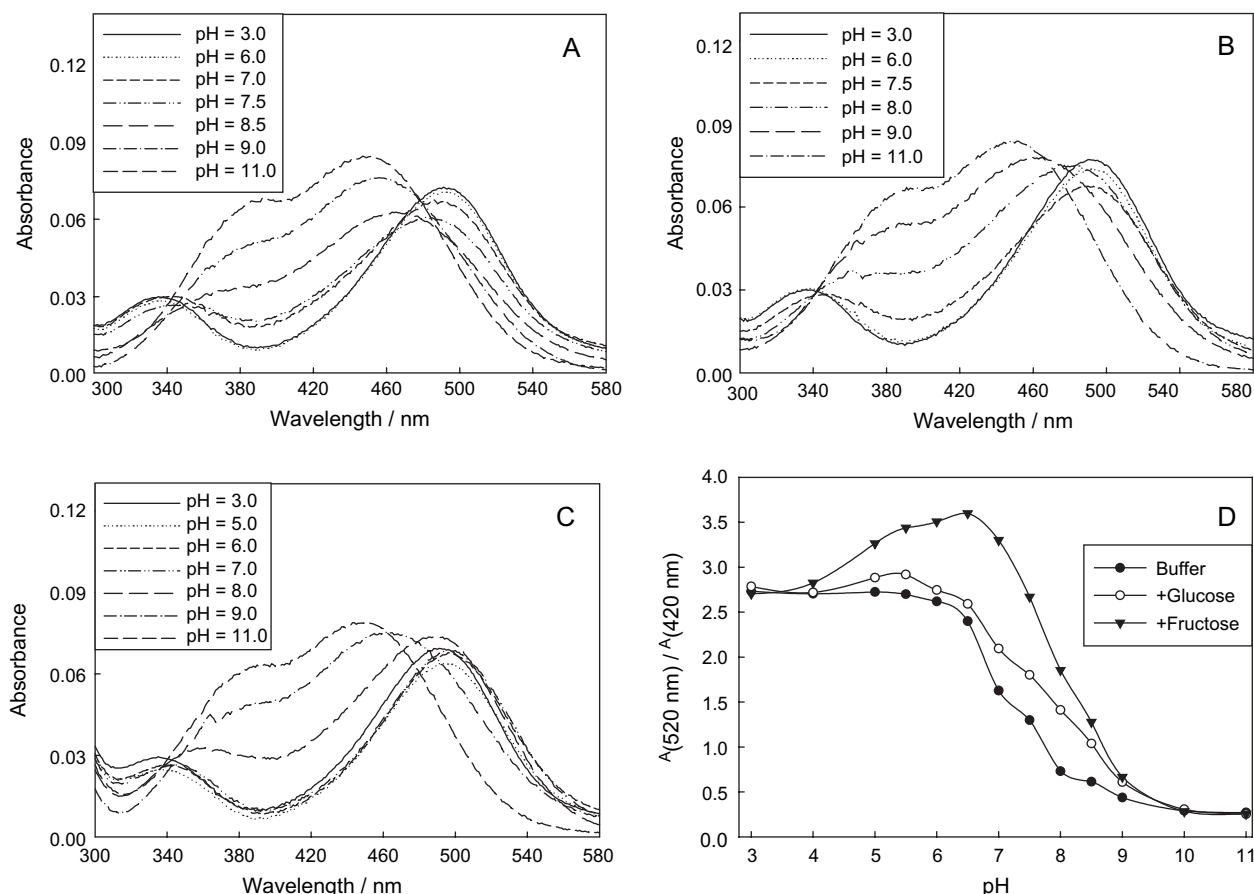 A
pH = 3.0
pH = 6.0
pH = 7.0
pH = 7.5
pH = 8.5
pH = 9.0
pH = 11.0
Absorbance
0.12
0.09
0.06
0.03
0.00
300 340 380 420 460 500 540 580
Wavelength / nm
B
pH = 3.0
pH = 6.0
pH = 7.5
pH = 8.0
pH = 9.0
pH = 11.0
Absorbance
0.12
0.09
0.06
0.03
0.00
300 340 380 420 460 500 540 580
Wavelength / nm
C
pH = 3.0
pH = 5.0
pH = 6.0
pH = 7.0
pH = 8.0
pH = 9.0
pH = 11.0
Absorbance
0.12
0.09
0.06
0.03
0.00
300 340 380 420 460 500 540 580
Wavelength / nm
D
Buffer
+Glucose
+Fructose
A(520 nm) / A(420 nm)
4.0
3.5
3.0
2.5
2.0
1.5
1.0
0.5
0.0
3 4 5 6 7 8 9 10 11
pH